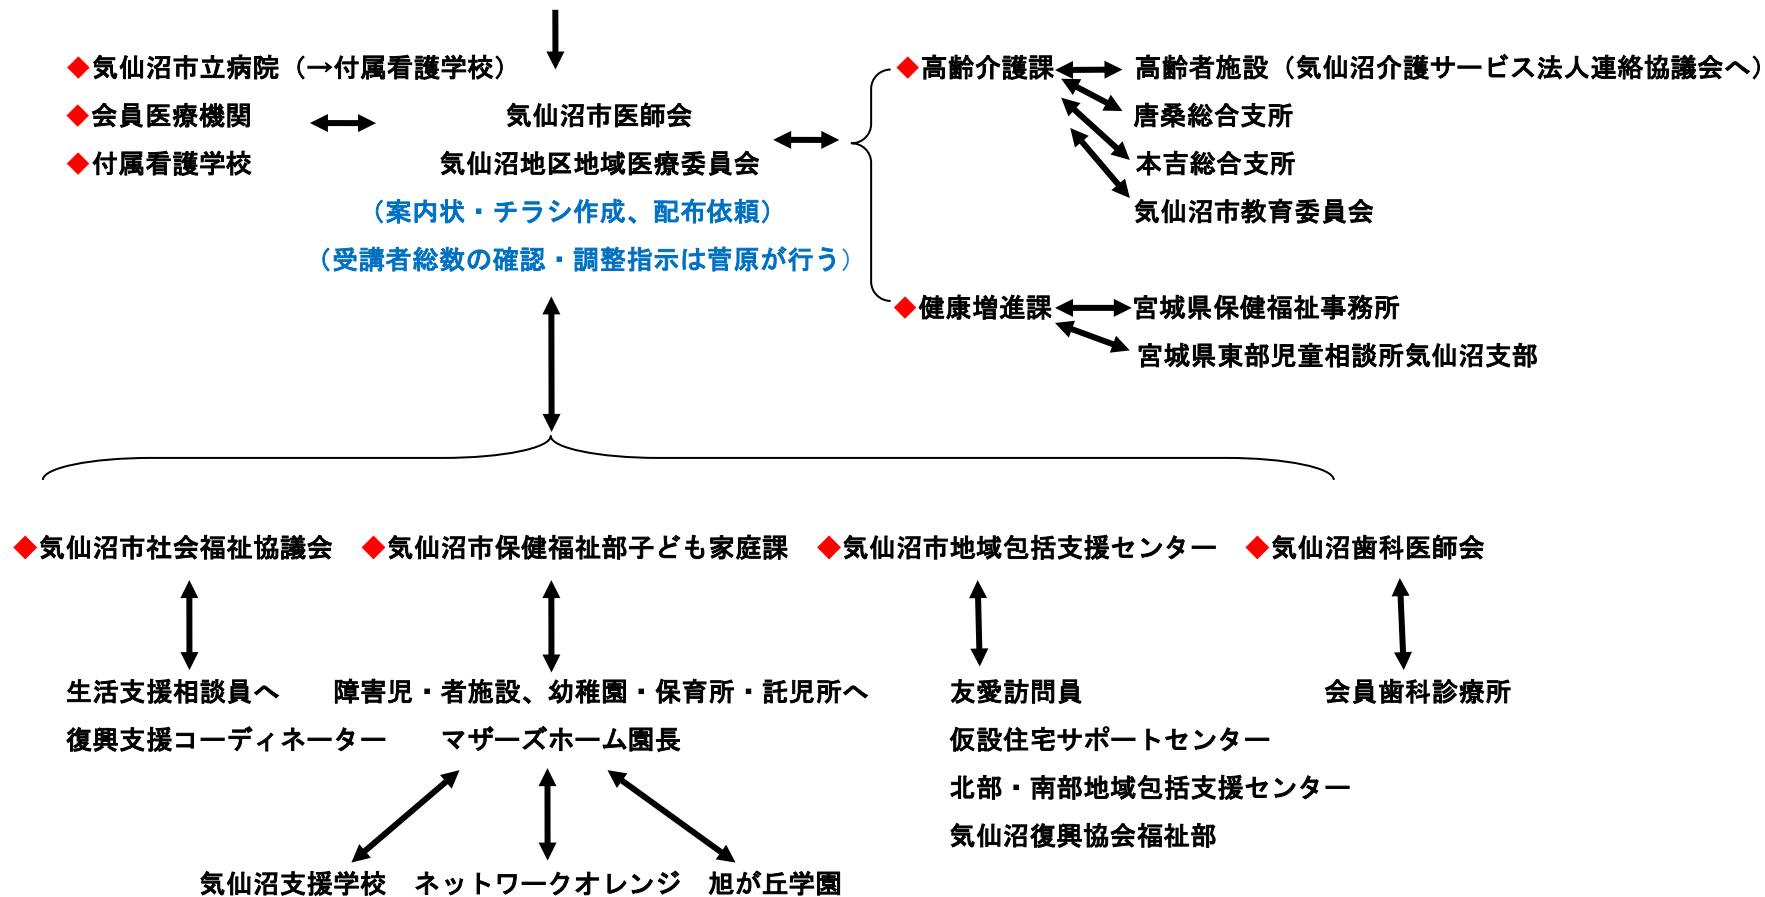 ◆気仙沼市立病院（→付属看護学校）
◆会員医療機関
◆付属看護学校
気仙沼市医師会
気仙沼地区地域医療委員会
（案内状・チラシ作成、配布依頼）
（受講者総数の確認・調整指示は菅原が行う）
◆高齢介護課
高齢者施設（気仙沼介護サービス法人連絡協議会へ）
唐桑総合支所
本吉総合支所
気仙沼市教育委員会
◆健康増進課
宮城県保健福祉事務所
宮城県東部児童相談所気仙沼支部
◆気仙沼市社会福祉協議会
◆気仙沼市保健福祉部子ども家庭課
◆気仙沼市地域包括支援センター
◆気仙沼歯科医師会
生活支援相談員へ
復興支援コーディネーター
障害児・者施設、幼稚園・保育所・託児所へ
マザーズホーム園長
友愛訪問員
仮設住宅サポートセンター
北部・南部地域包括支援センター
気仙沼復興協会福祉部
会員歯科診療所
気仙沼支援学校
ネットワークオレンジ
旭が丘学園